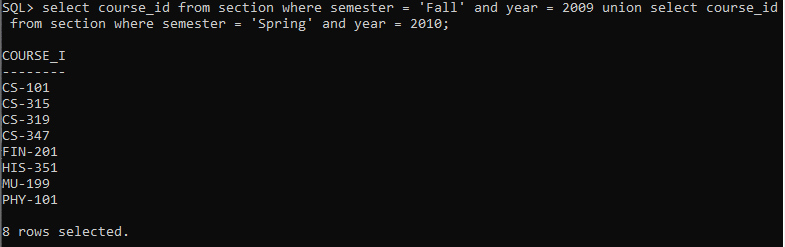 SQL> select course_id from section where semester = 'Fall' and year = 2009 union select course_id
 from section where semester = 'Spring' and year = 2010;
COURSE_I
--------
CS-101
CS-315
CS-319
CS-347
FIN-201
HIS-351
MU-199
PHY-101
8 rows selected.